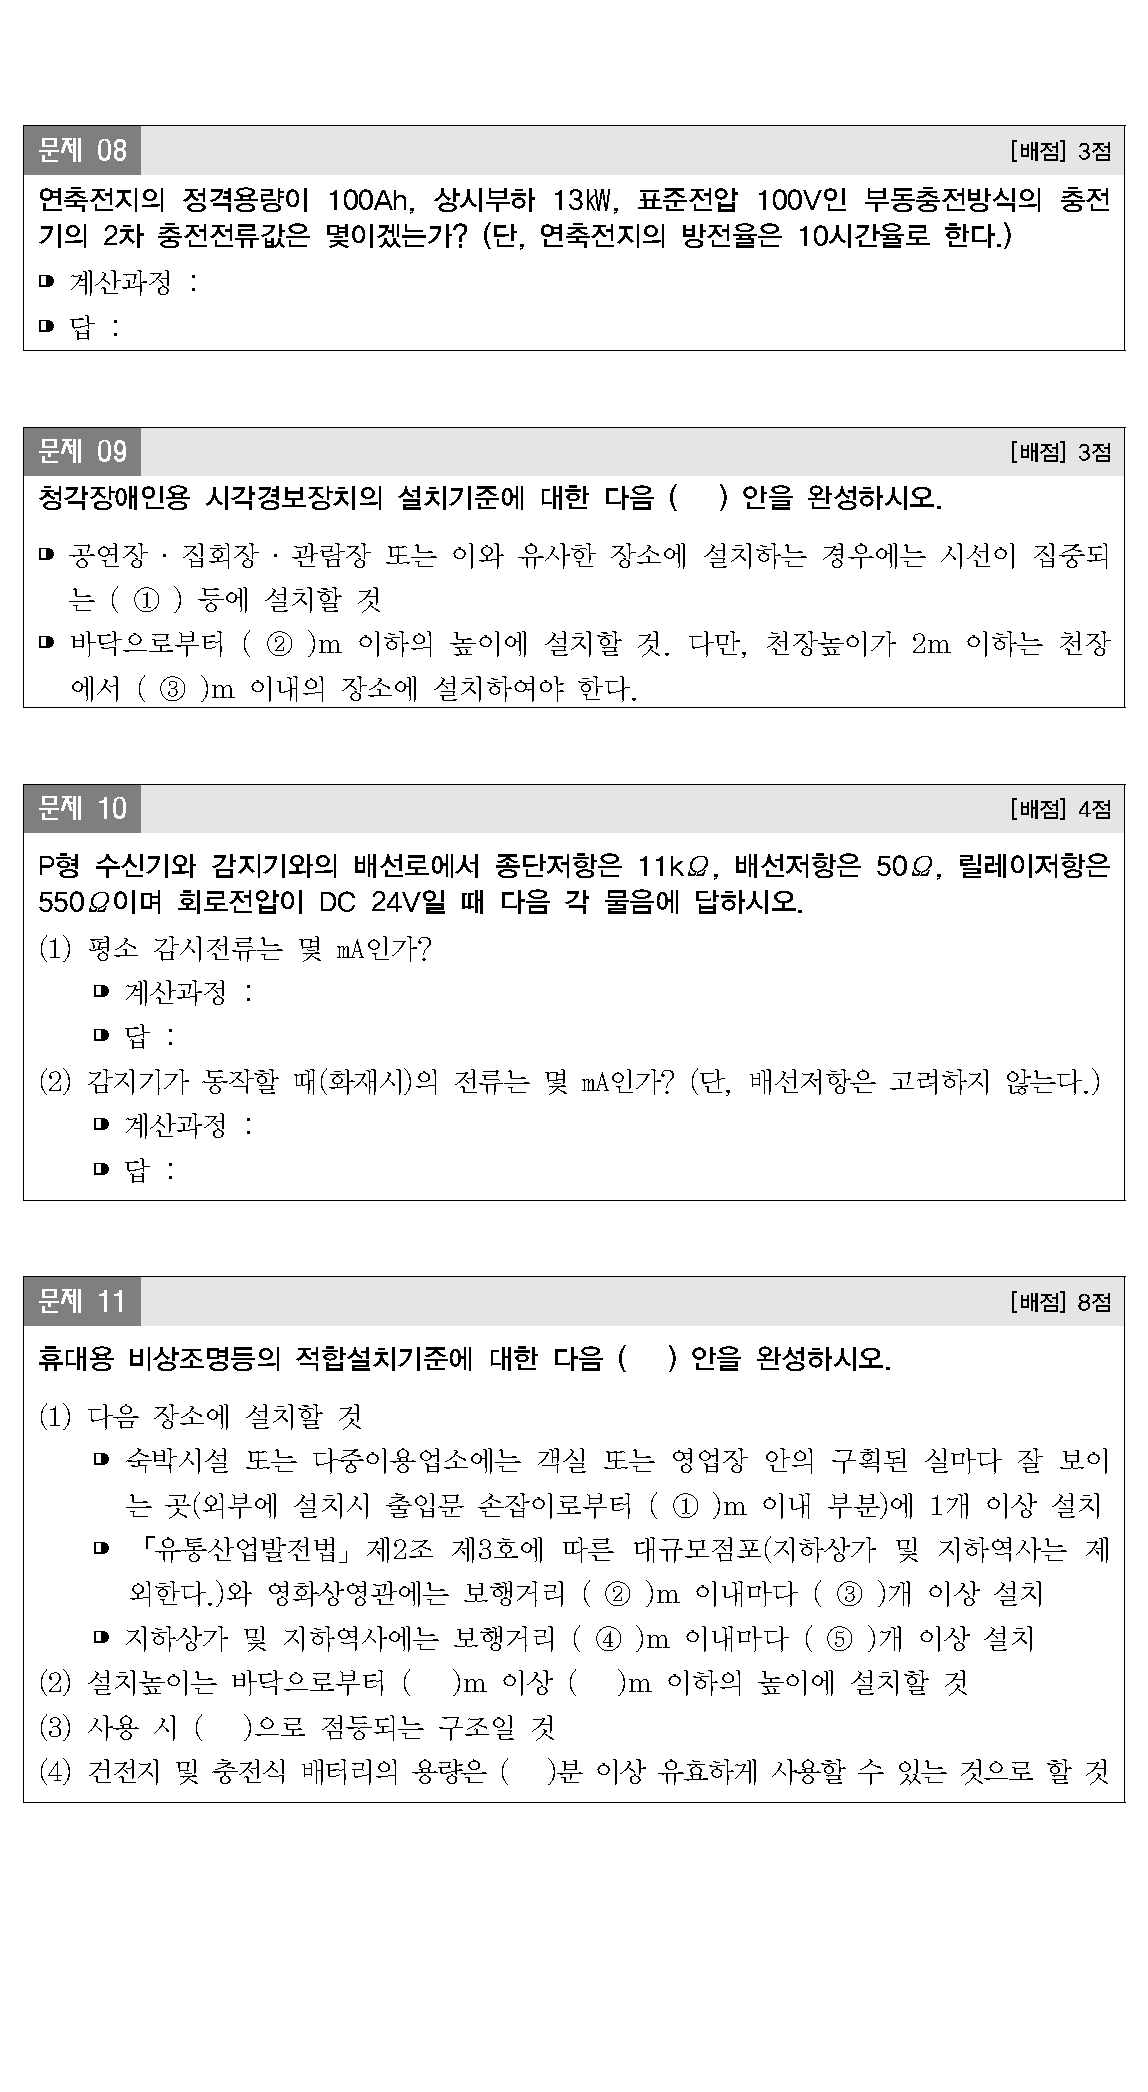 문제 08
[배점] 3점
연축전지의 정격용량이 100Ah, 상시부하 13㎾, 표준전압 100V인 부동충전방식의 충전
기의 2차 충전전류값은 몇이겠는가? (단, 연축전지의 방전율은 10시간율로 한다.)
계산과정 :
답 :
문제 09
[배점] 3점
청각장애인용 시각경보장치의 설치기준에 대한 다음 ( ) 안을 완성하시오.
공연장 · 집회장 · 관람장 또는 이와 유사한 장소에 설치하는 경우에는 시선이 집중되
는 ( ① ) 등에 설치할 것
바닥으로부터 ( ② )m 이하의 높이에 설치할 것. 다만, 천장높이가 2m 이하는 천장
에서 ( ③ )m 이내의 장소에 설치하여야 한다.
문제 10
[배점] 4점
P형 수신기와 감지기와의 배선로에서 종단저항은 11kΩ, 배선저항은 50Ω, 릴레이저항은
550Ω이며 회로전압이 DC 24V일 때 다음 각 물음에 답하시오.
(1) 평소 감시전류는 몇 ㎃인가?
계산과정 :
답 :
(2) 감지기가 동작할 때(화재시)의 전류는 몇 ㎃인가? (단, 배선저항은 고려하지 않는다.)
계산과정 :
답 :
문제 11
[배점] 8점
휴대용 비상조명등의 적합설치기준에 대한 다음 ( ) 안을 완성하시오.
(1) 다음 장소에 설치할 것
숙박시설 또는 다중이용업소에는 객실 또는 영업장 안의 구획된 실마다 잘 보이
는 곳(외부에 설치시 출입문 손잡이로부터 ( ① )m 이내 부분)에 1개 이상 설치
「유통산업발전법」제2조 제3호에 따른 대규모점포(지하상가 및 지하역사는 제
외한다.)와 영화상영관에는 보행거리 ( ② )m 이내마다 ( ③ )개 이상 설치
지하상가 및 지하역사에는 보행거리 ( ④ )m 이내마다 ( ⑤ )개 이상 설치
(2) 설치높이는 바닥으로부터 ( )m 이상 ( )m 이하의 높이에 설치할 것
(3) 사용 시 ( )으로 점등되는 구조일 것
(4) 건전지 및 충전식 배터리의 용량은 ( )분 이상 유효하게 사용할 수 있는 것으로 할 것